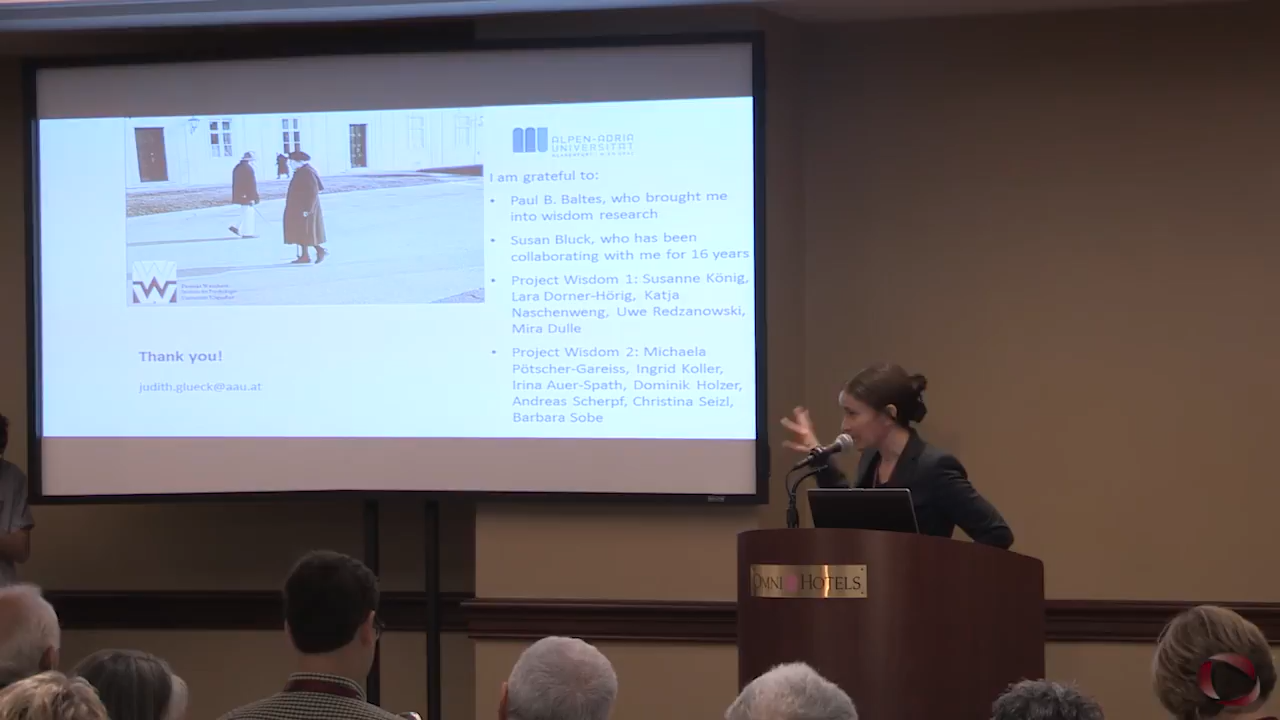 ALPEN-ADRIA
UNIVERSITÄT
I am grateful to:
• Paul B. Baltes, who brought me
into wisdom research
• Susan Bluck, who has been
collaborating with me for 16 years
• Project Wisdom 1: Susanne König,
Lara Dorner-Hörig, Katja
Naschenweng, Uwe Redzanowski,
Mira Dulle
• Project Wisdom 2: Michaela
Pötscher-Gareiss, Ingrid Koller,
Irina Auer-Spath, Dominik Holzer,
Andreas Scherpf, Christina Seizl,
Barbara Sobe
Thank you!
judith.glueck@aau.at
OMNI HOTELS